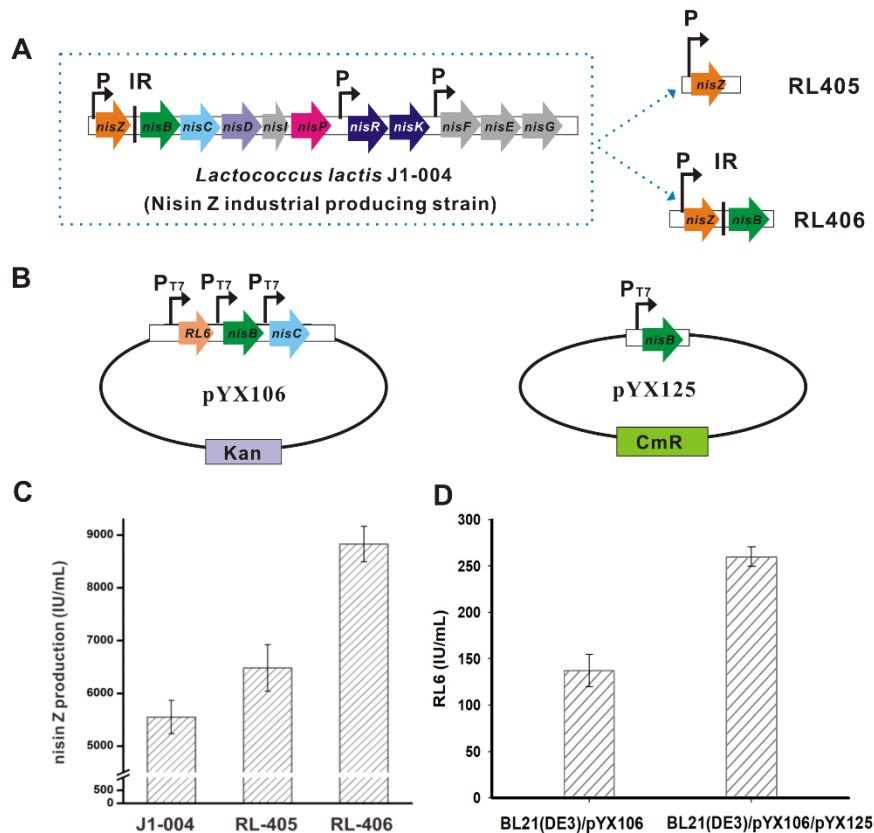 A
P IR P P
nisZ nisB nisC nisD nisI nisP nisR nisK nisF nisE nisG
Lactococcus lactis J1-004
(Nisin Z industrial producing strain)
P
nisZ
RL405
P IR
nisZ nisB
RL406
B
PT7 PT7 PT7
RL6 nisB nisC
pYX106
Kan
PT7
nisB
pYX125
CmR
C
nisin Z production (IU/mL)
9000
8000
7000
6000
5000
500
0
J1-004 RL-405 RL-406
D
RL6 (IU/mL)
300
250
200
150
100
50
0
BL21(DE3)/pYX106 BL21(DE3)/pYX106/pYX125